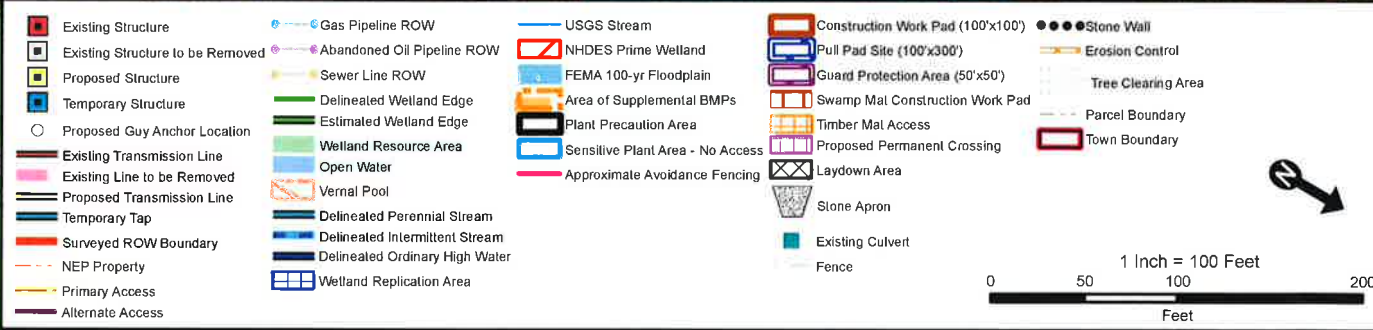 Existing Structure
Existing Structure to be Removed
Proposed Structure
Temporary Structure
Proposed Guy Anchor Location
Existing Transmission Line
Existing Line to be Removed
Proposed Transmission Line
Temporary Tap
Surveyed ROW Boundary
NEP Property
Primary Access
Alternate Access
Gas Pipeline ROW
Abandoned Oil Pipeline ROW
Sewer Line ROW
Delineated Wetland Edge
Estimated Wetland Edge
Wetland Resource Area
Open Water
Vernal Pool
Delineated Perennial Stream
Delineated Intermittent Stream
Delineated Ordinary High Water
Wetland Replication Area
USGS Stream
NHDES Prime Wetland
FEMA 100-yr Floodplain
Area of Supplemental BMPs
Plant Precaution Area
Sensitive Plant Area - No Access
Approximate Avoidance Fencing
Construction Work Pad (100'x100')
Pull Pad Site (100'x300')
Guard Protection Area (50'x50')
Swamp Mat Construction Work Pad
Timber Mat Access
Proposed Permanent Crossing
Laydown Area
Stone Apron
Existing Culvert
Fence
Stone Wall
Erosion Control
Tree Clearing Area
Parcel Boundary
Town Boundary
N
1 Inch = 100 Feet
0 50 100 200
Feet